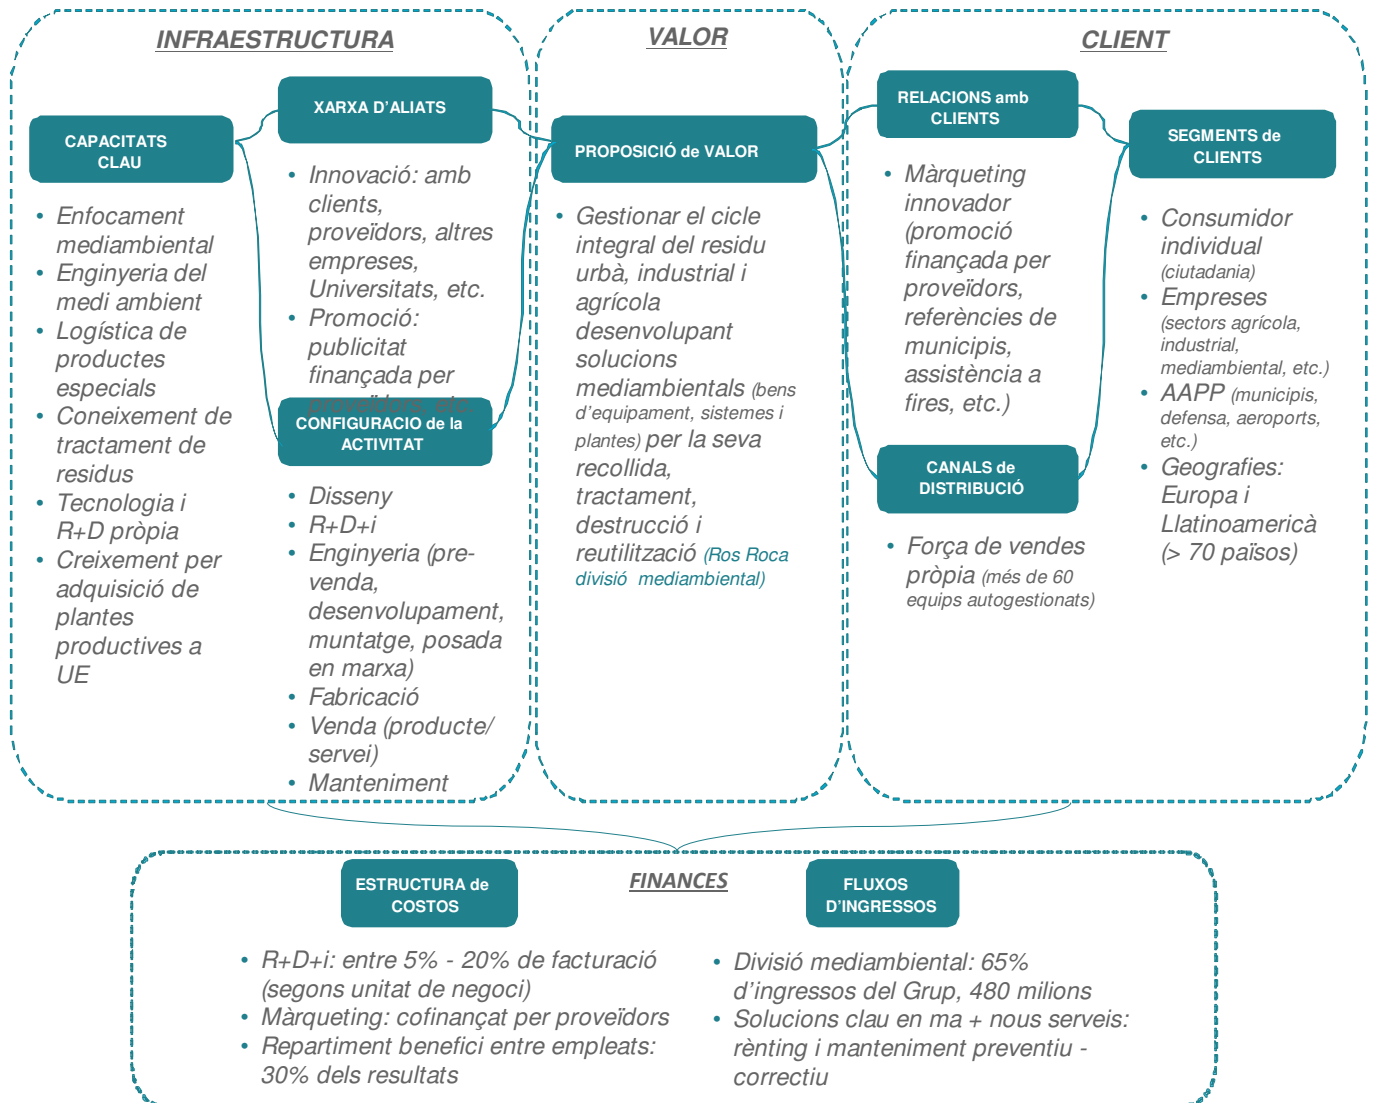 INFRAESTRUCTURA
CAPACITATS
CLAU
• Enfocament
mediambiental
• Enginyeria del
medi ambient
• Logística de
productes
especials
• Coneixement de
tractament de
residus
• Tecnologia i
R+D pròpia
• Creixement per
adquisició de
plantes
productives a
UE
XARXA D'ALIATS
• Innovació: amb
clients,
proveïdors, altres
empreses,
Universitats, etc.
• Promoció:
publicitat
finançada per
proveïdors, etc.
CONFIGURACIO de la
ACTIVITAT
• Disseny
• R+D+i
• Enginyeria (pre-
venda,
desenvolupament,
muntatge, posada
en marxa)
• Fabricació
• Venda (producte/
servei)
• Manteniment
VALOR
PROPOSICIÓ de VALOR
• Gestionar el cicle
integral del residu
urbà, industrial i
agrícola
desenvolupant
solucions
mediambientals (bens
d'equipament, sistemes i
plantes) per la seva
recollida,
tractament,
destrucció i
reutilització (Ros Roca
divisió mediambiental)
CLIENT
RELACIONS amb
CLIENTS
• Màrqueting
innovador
(promoció
finançada per
proveïdors,
referències de
municipis,
assistència a
fires, etc.)
CANALS de
DISTRIBUCIÓ
• Força de vendes
pròpia (més de 60
equips autogestionats)
SEGMENTS de
CLIENTS
• Consumidor
individual
(ciutadania)
• Empreses
(sectors agrícola,
industrial,
mediambiental, etc.)
• AAPP (municipis,
defensa, aeroports,
etc.)
• Geografies:
Europa i
Llatinoamericà
(> 70 països)
FINANCES
ESTRUCTURA de
COSTOS
• R+D+i: entre 5% - 20% de facturació
(segons unitat de negoci)
• Màrqueting: cofinançat per proveïdors
• Repartiment benefici entre empleats:
30% dels resultats
FLUXOS
D'INGRESSOS
• Divisió mediambiental: 65%
d'ingressos del Grup, 480 milions
• Solucions clau en ma + nous serveis:
rènting i manteniment preventiu -
correctiu